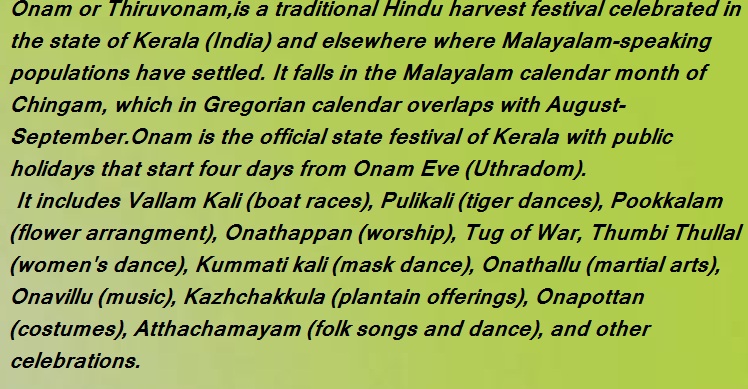 Onam or Thiruvonam,is a traditional Hindu harvest festival celebrated in
the state of Kerala (India) and elsewhere where Malayalam-speaking
populations have settled. It falls in the Malayalam calendar month of
Chingam, which in Gregorian calendar overlaps with August-
September.Onam is the official state festival of Kerala with public
holidays that start four days from Onam Eve (Uthradom).
It includes Vallam Kali (boat races), Pulikali (tiger dances), Pookkalam
(flower arrangment), Onathappan (worship), Tug of War, Thumbi Thullal
(women's dance), Kummati kali (mask dance), Onathallu (martial arts),
Onavillu (music), Kazhchakkula (plantain offerings), Onapottan
(costumes), Atthachamayam (folk songs and dance), and other
celebrations.